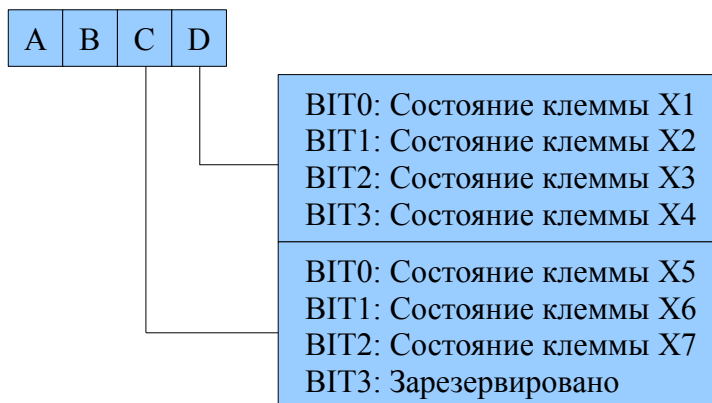 A B C D
BIT0: Состояние клеммы X1
BIT1: Состояние клеммы X2
BIT2: Состояние клеммы X3
BIT3: Состояние клеммы X4
BIT0: Состояние клеммы X5
BIT1: Состояние клеммы X6
BIT2: Состояние клеммы X7
BIT3: Зарезервировано